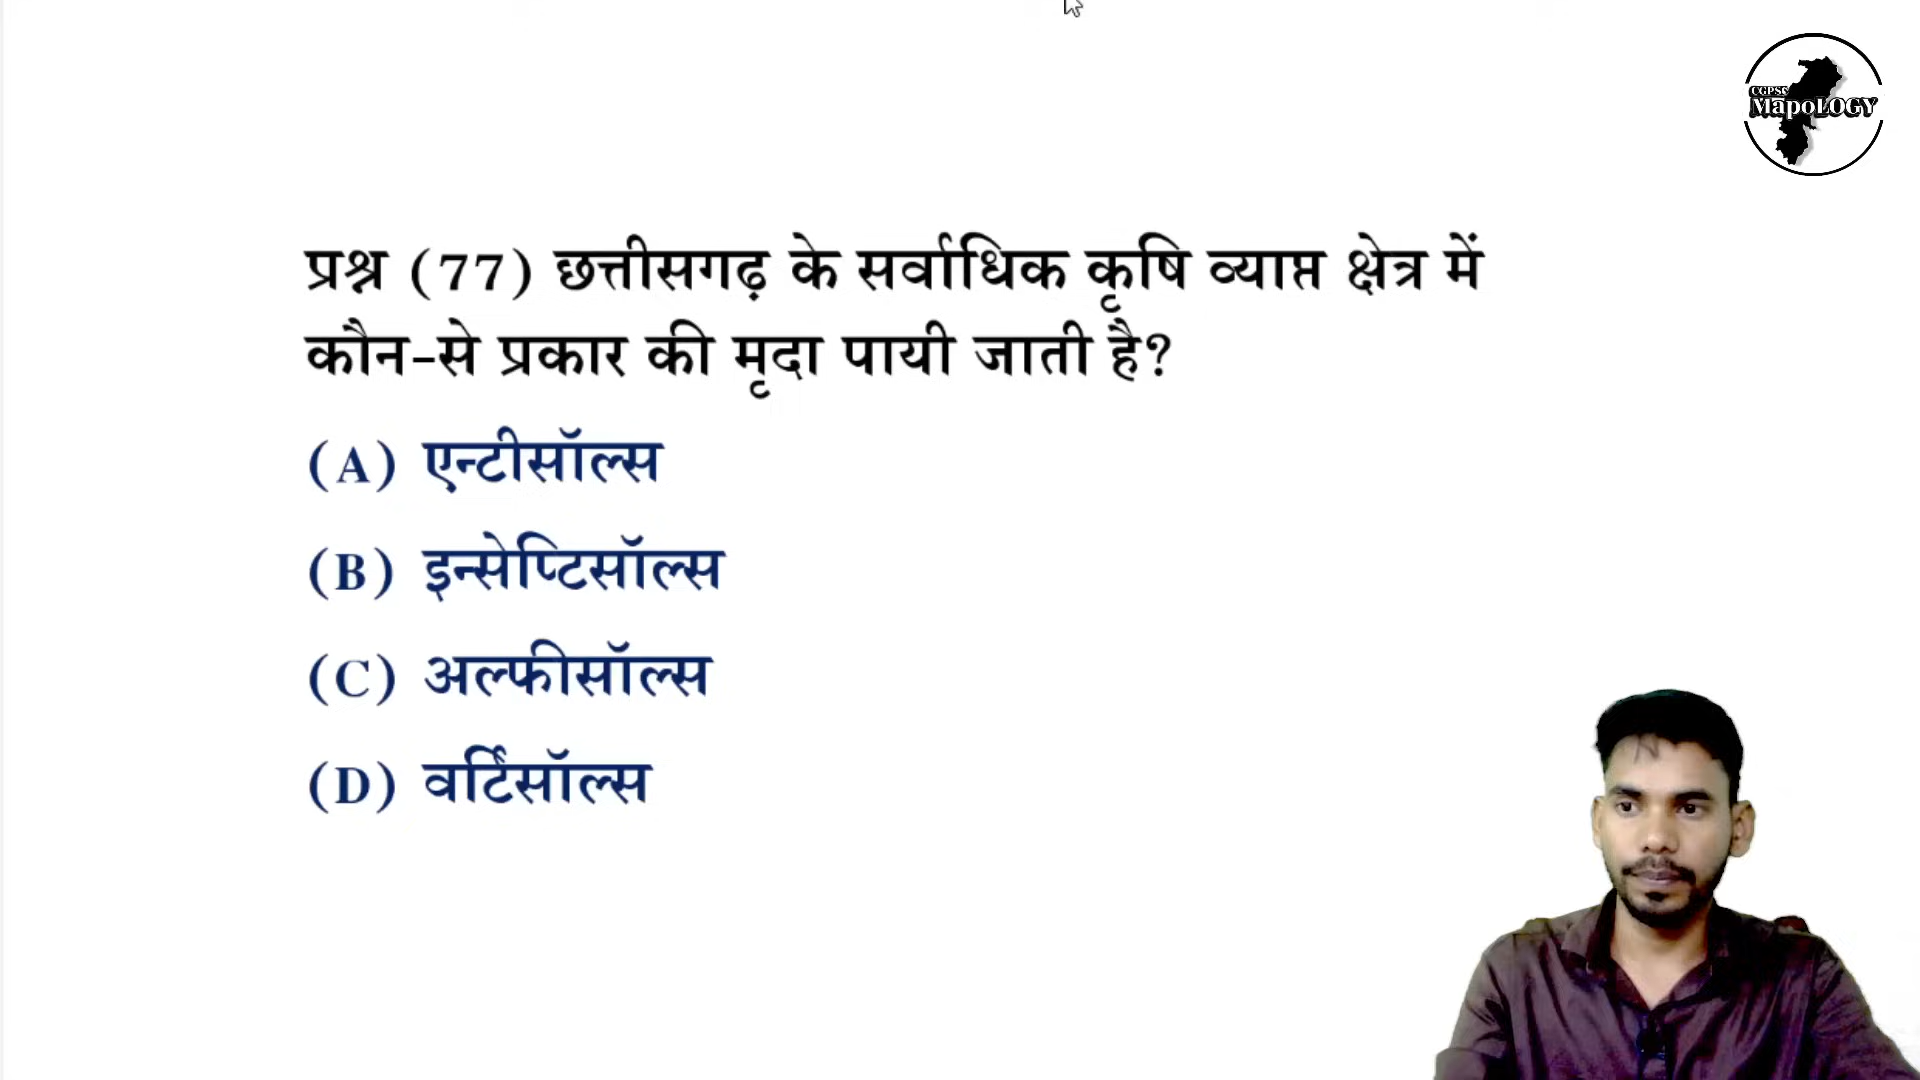 CGPSC
MapoLOGY
प्रश्न (77) छत्तीसगढ़ के सर्वाधिक कृषि व्याप्त क्षेत्र में
कौन-से प्रकार की मृदा पायी जाती है?
(A) एन्टीसॉल्स
(B) इन्सेप्टिसॉल्स
(C) अल्फीसॉल्स
(D) वर्टिसॉल्स